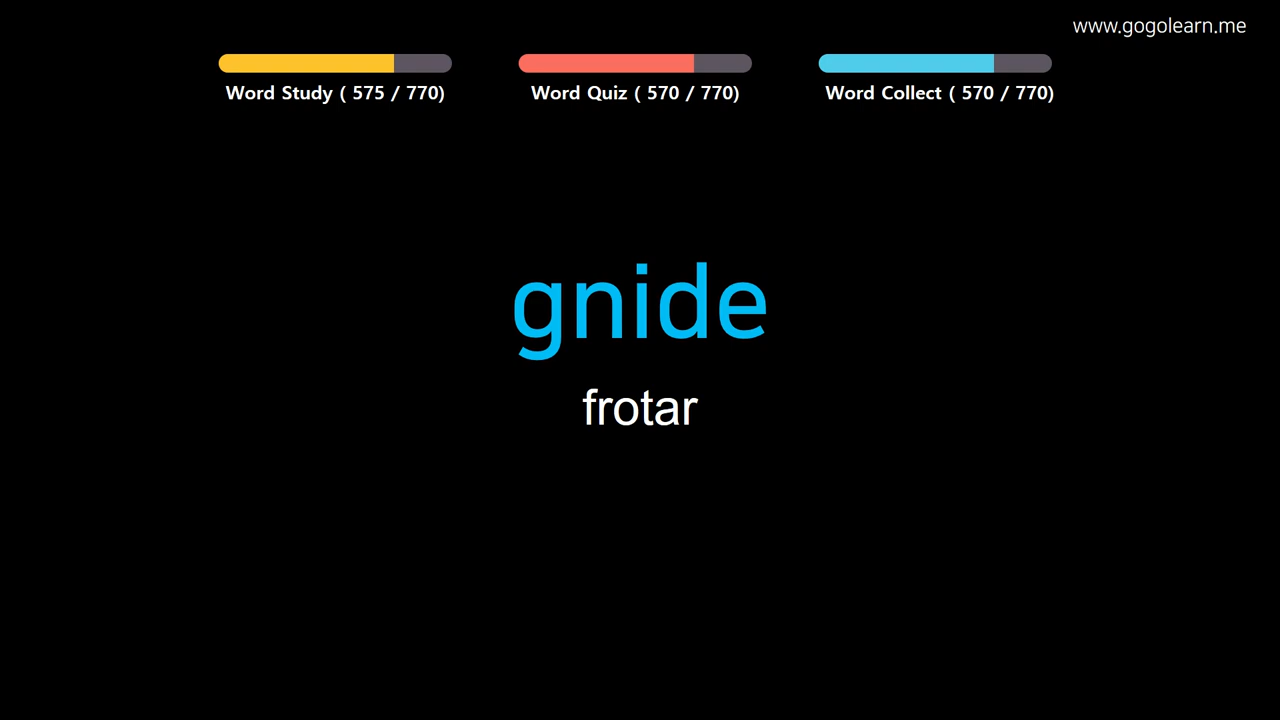 www.gogolearn.me
Word Study ( 575 / 770)
Word Quiz ( 570 / 770)
Word Collect ( 570 / 770)
gnide
frotar